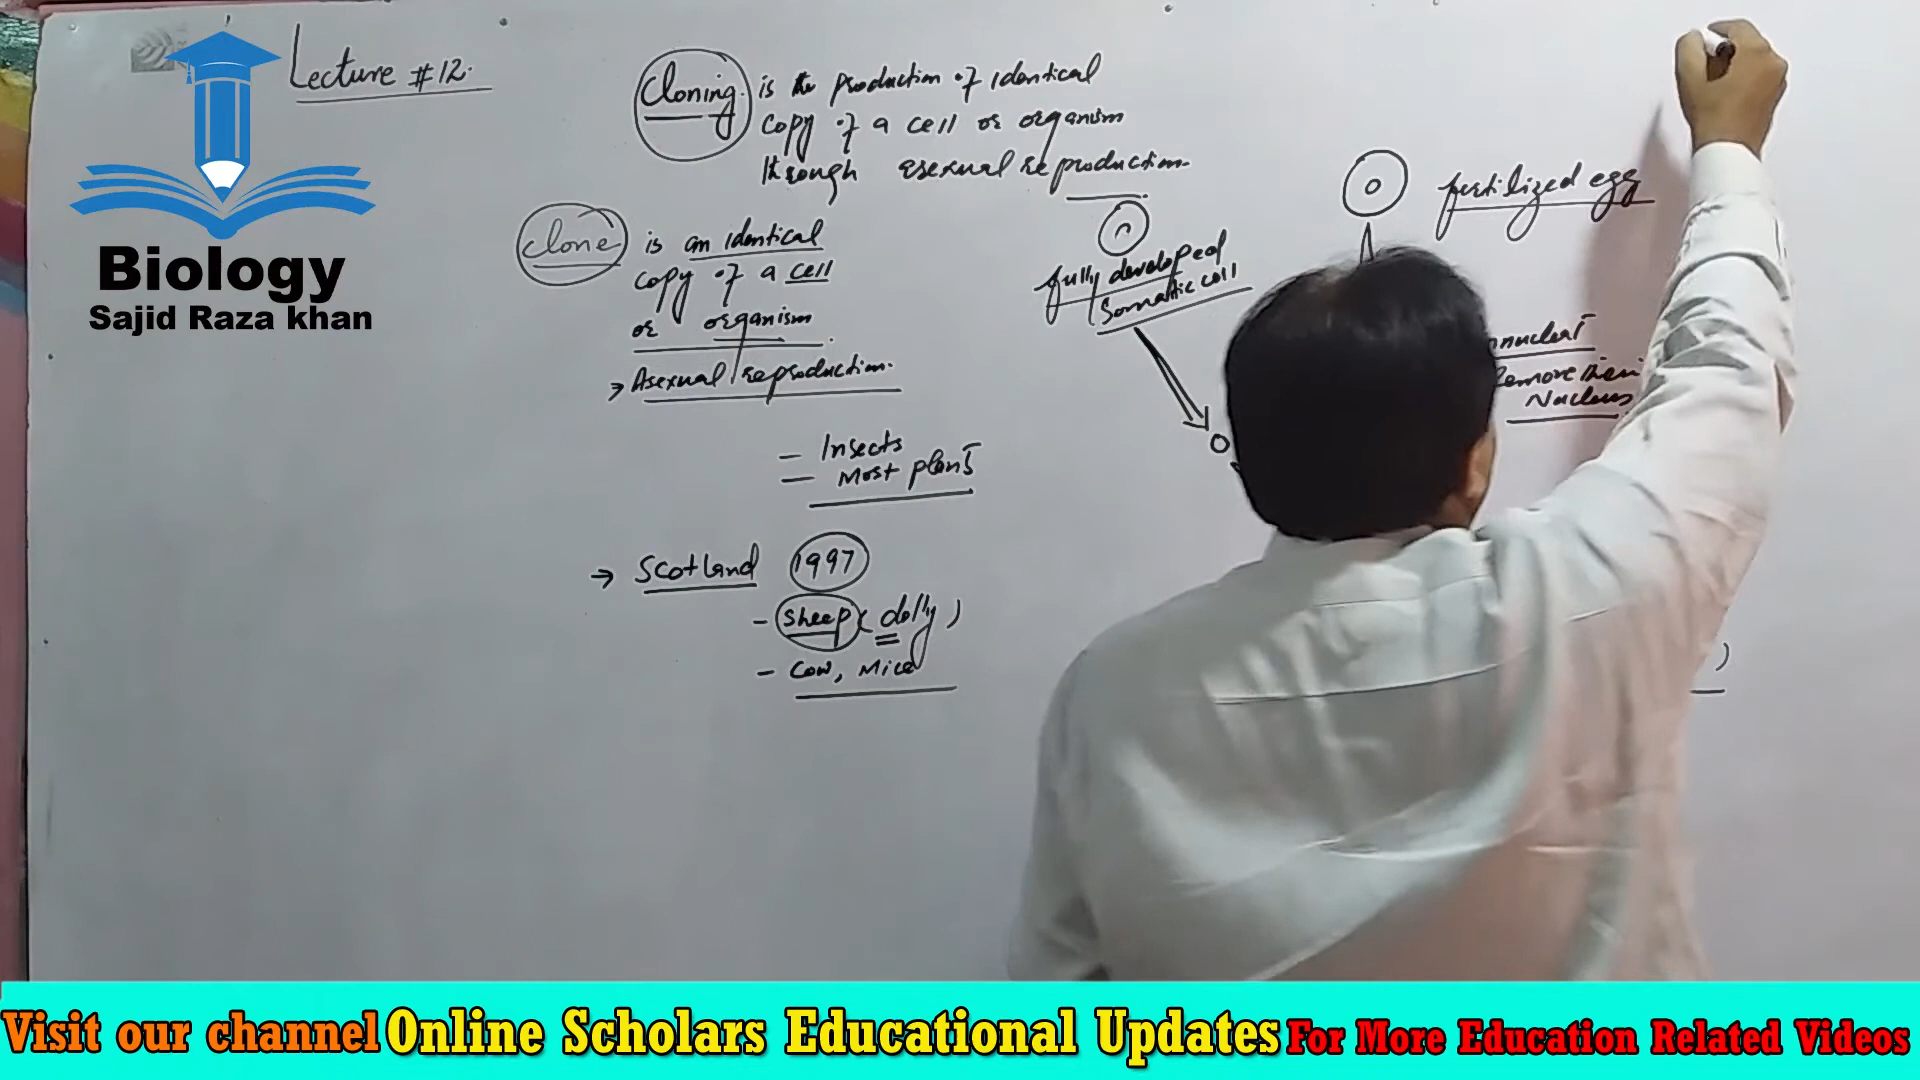 Lecture #12.
Biology
Sajid Raza khan
Cloning is the production of identical
copy of a cell or organism
through asexual reproduction.
clone is an identical
copy of a cell
or organism
→ Asexual reproduction.
– Insects
– Most plant
→ Scotland 1997
– sheep (dolly)
– Cow, Mice
fertilized egg
fully developed
Somatic cell
Remove their
Nucleus
Visit our channel Online Scholars Educational Updates For More Education Related Videos